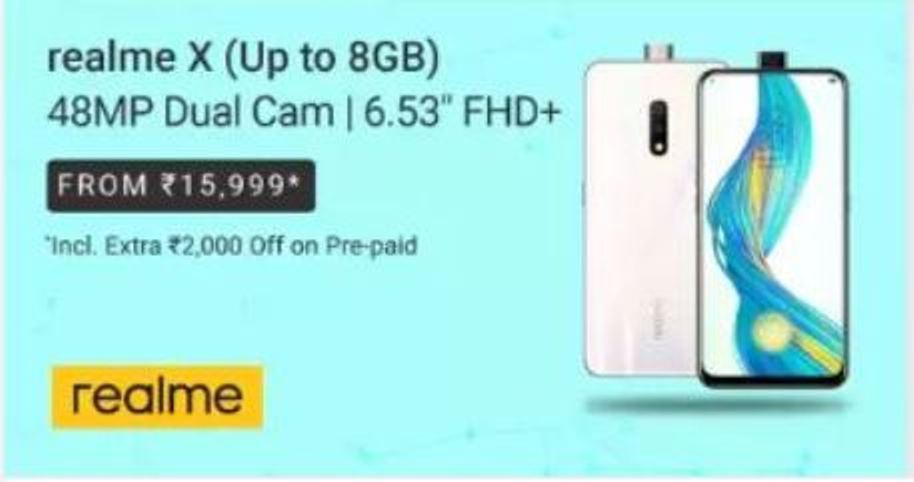 realme X (Up to 8GB)
48MP Dual Cam | 6.53" FHD+
FROM ₹15,999*
*Incl. Extra ₹2,000 Off on Pre-paid
realme
realme